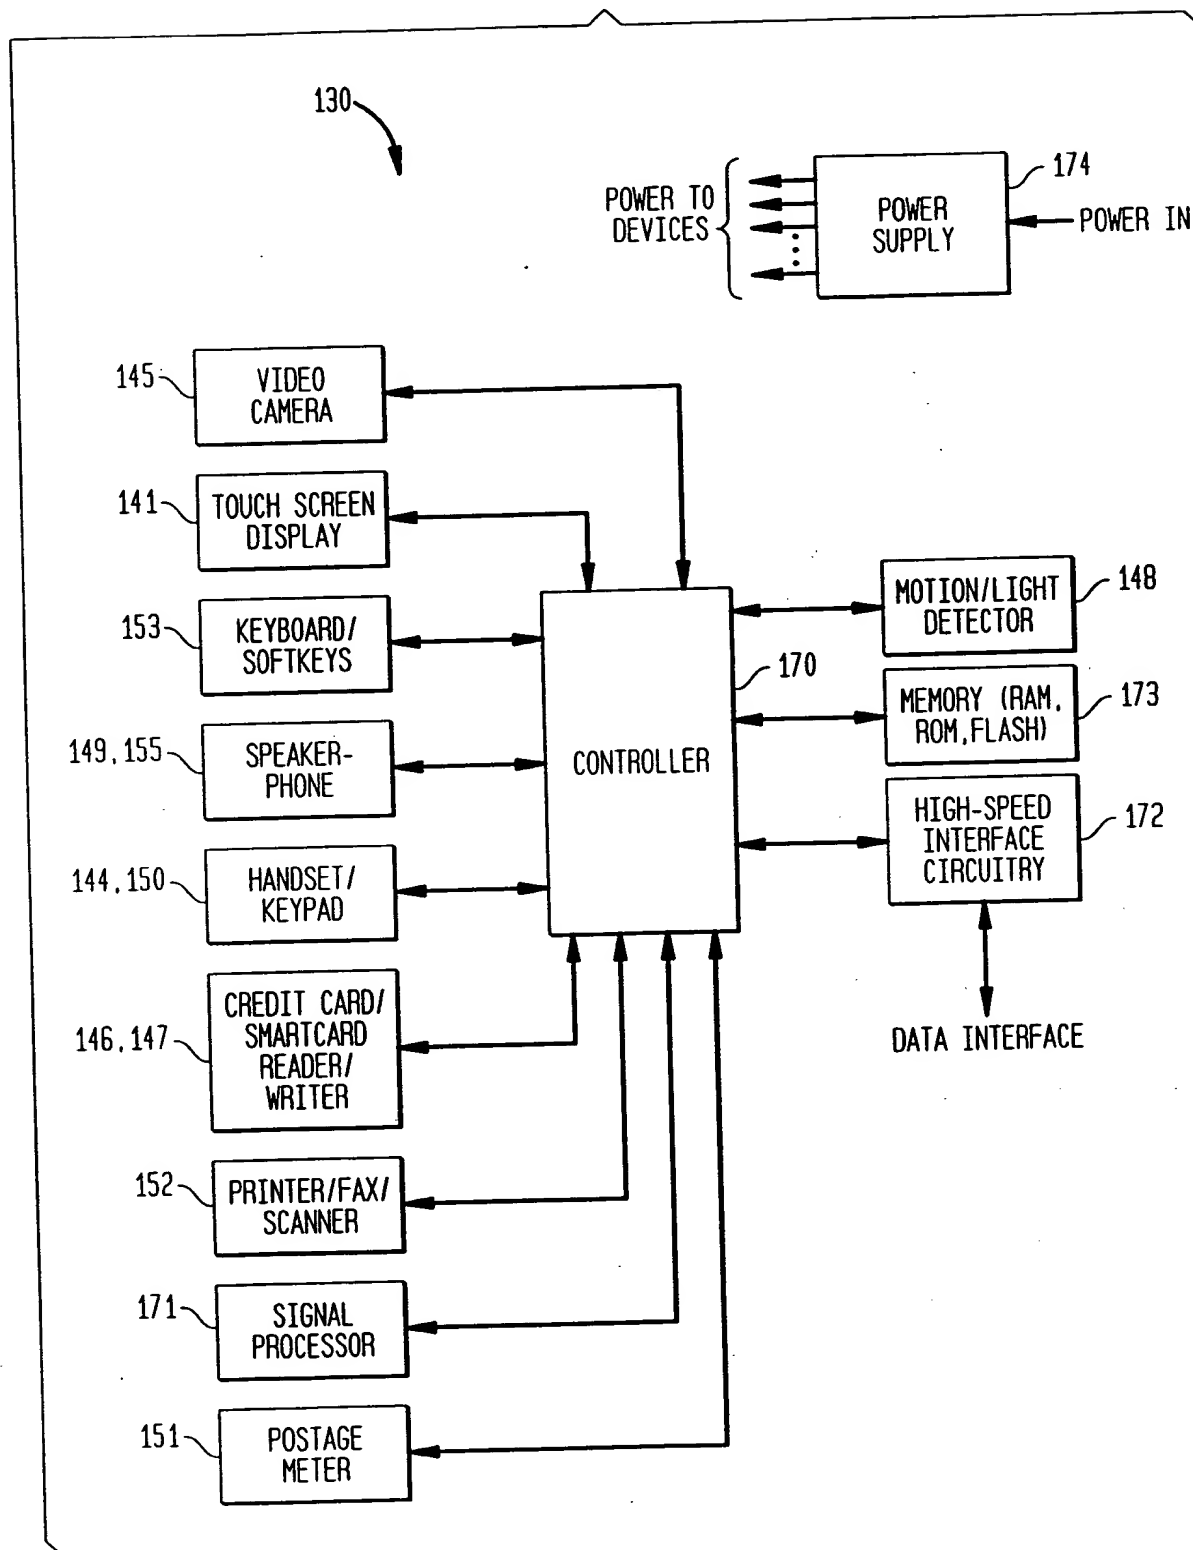 130
POWER TO
DEVICES
POWER
SUPPLY
174
POWER IN
145
VIDEO
CAMERA
141
TOUCH SCREEN
DISPLAY
153
KEYBOARD/
SOFTKEYS
149,155
SPEAKER-
PHONE
144,150
HANDSET/
KEYPAD
146,147
CREDIT CARD/
SMARTCARD
READER/
WRITER
152
PRINTER/FAX/
SCANNER
171
SIGNAL
PROCESSOR
151
POSTAGE
METER
CONTROLLER
170
MOTION/LIGHT
DETECTOR
148
MEMORY (RAM,
ROM,FLASH)
173
HIGH-SPEED
INTERFACE
CIRCUITRY
172
DATA INTERFACE